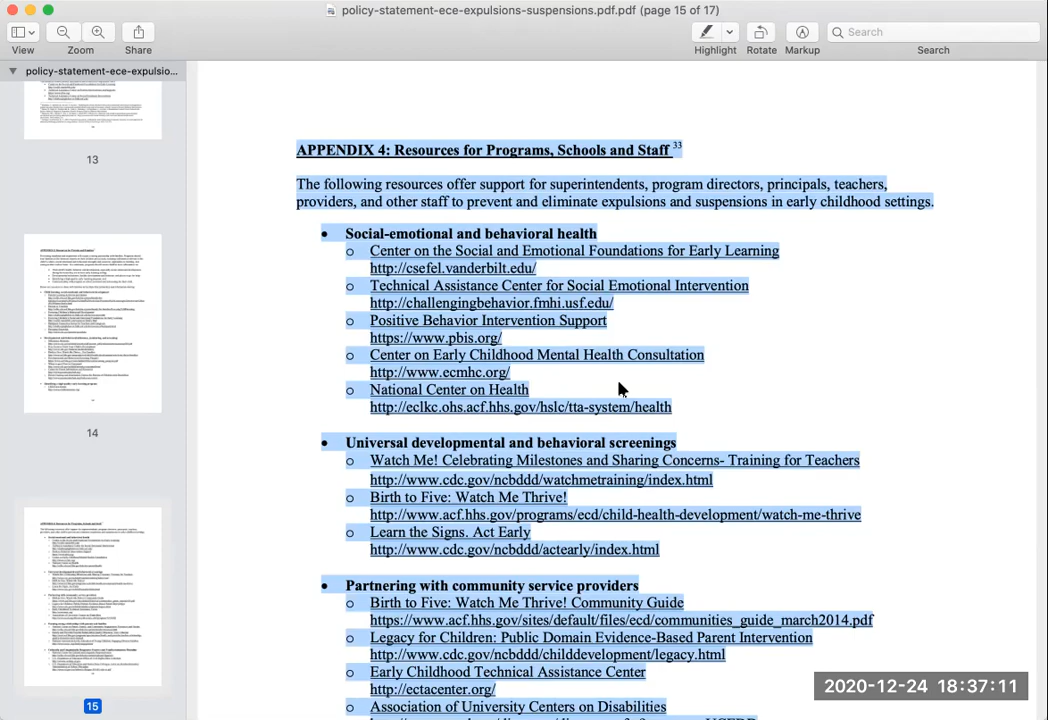 policy-statement-ece-expulsions-suspensions.pdf.pdf (page 15 of 17)
View
Zoom
Share
Highlight
Rotate
Markup
Search
Search
policy-statement-ece-expulsio...
13
14
15
APPENDIX 4: Resources for Programs, Schools and Staff 33
The following resources offer support for superintendents, program directors, principals, teachers,
providers, and other staff to prevent and eliminate expulsions and suspensions in early childhood settings.
• Social-emotional and behavioral health
o Center on the Social and Emotional Foundations for Early Learning
http://csefel.vanderbilt.edu/
o Technical Assistance Center for Social Emotional Intervention
http://challengingbehavior.fmhi.usf.edu/
o Positive Behavior Intervention Support
https://www.pbis.org/
o Center on Early Childhood Mental Health Consultation
http://www.ecmhc.org/
o National Center on Health
http://eclkc.ohs.acf.hhs.gov/hslc/tta-system/health
• Universal developmental and behavioral screenings
o Watch Me! Celebrating Milestones and Sharing Concerns- Training for Teachers
http://www.cdc.gov/ncbddd/watchmetraining/index.html
o Birth to Five: Watch Me Thrive!
http://www.acf.hhs.gov/programs/ecd/child-health-development/watch-me-thrive
o Learn the Signs. Act Early
http://www.cdc.gov/ncbddd/actearly/index.html
• Partnering with community service providers
o Birth to Five: Watch Me Thrive! Community Guide
https://www.acf.hhs.gov/sites/default/files/ecd/communities_guide_march2014.pdf
o Legacy for Children: Public Domain Evidence-Based Parent Intervention
http://www.cdc.gov/ncbddd/childdevelopment/legacy.html
o Early Childhood Technical Assistance Center
http://ectacenter.org/
o Association of University Centers on Disabilities
2020-12-24 18:37:11